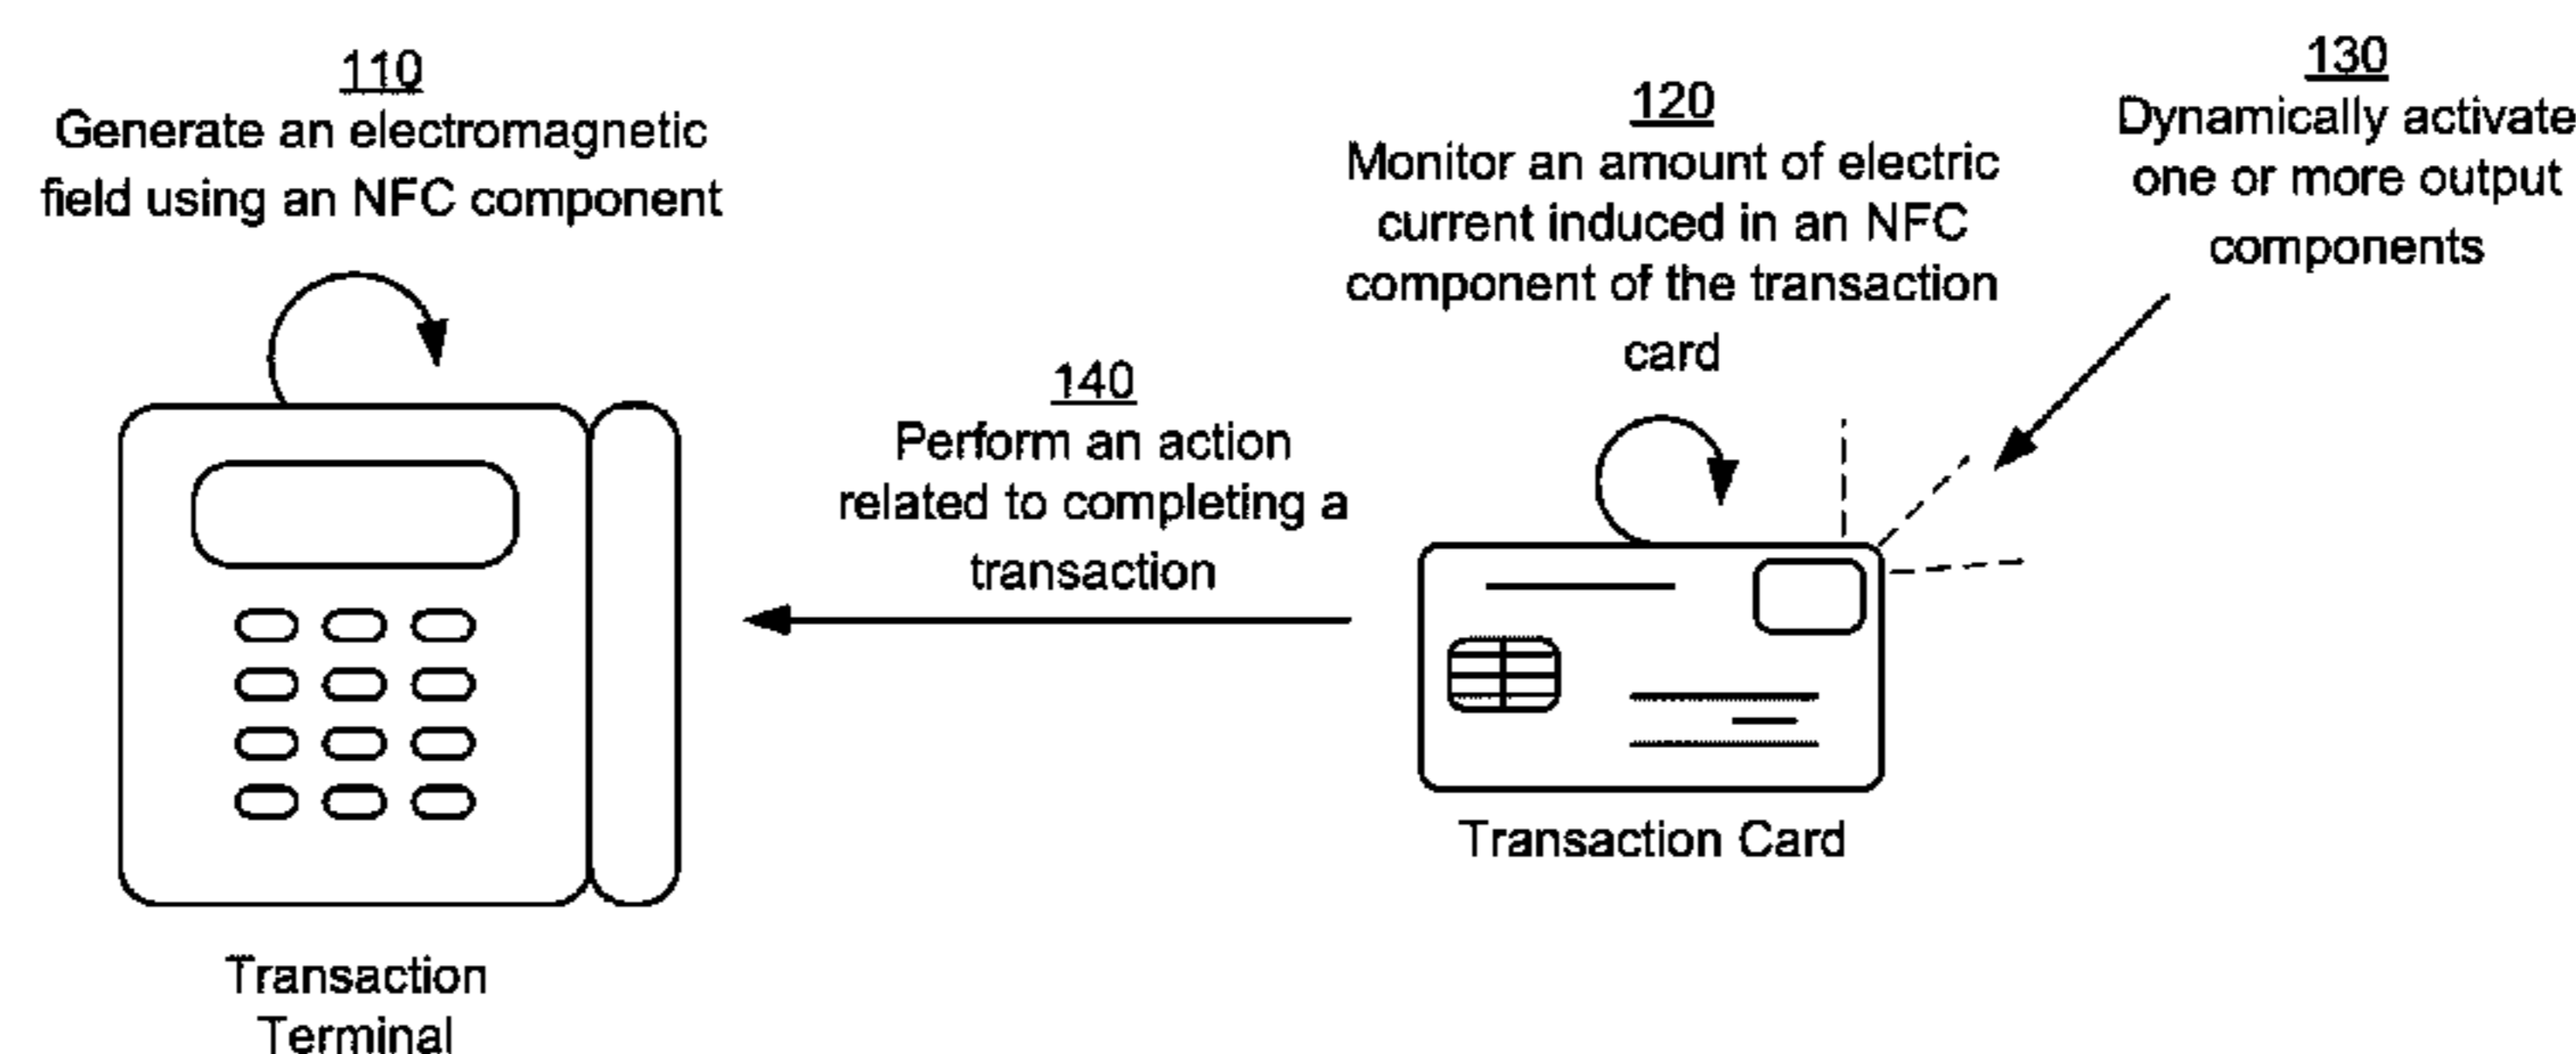 110
Generate an electromagnetic
field using an NFC component
120
Monitor an amount of electric
current induced in an NFC
component of the transaction
card
130
Dynamically activate
one or more output
components
140
Perform an action
related to completing a
transaction
Transaction Card
Transaction
Terminal